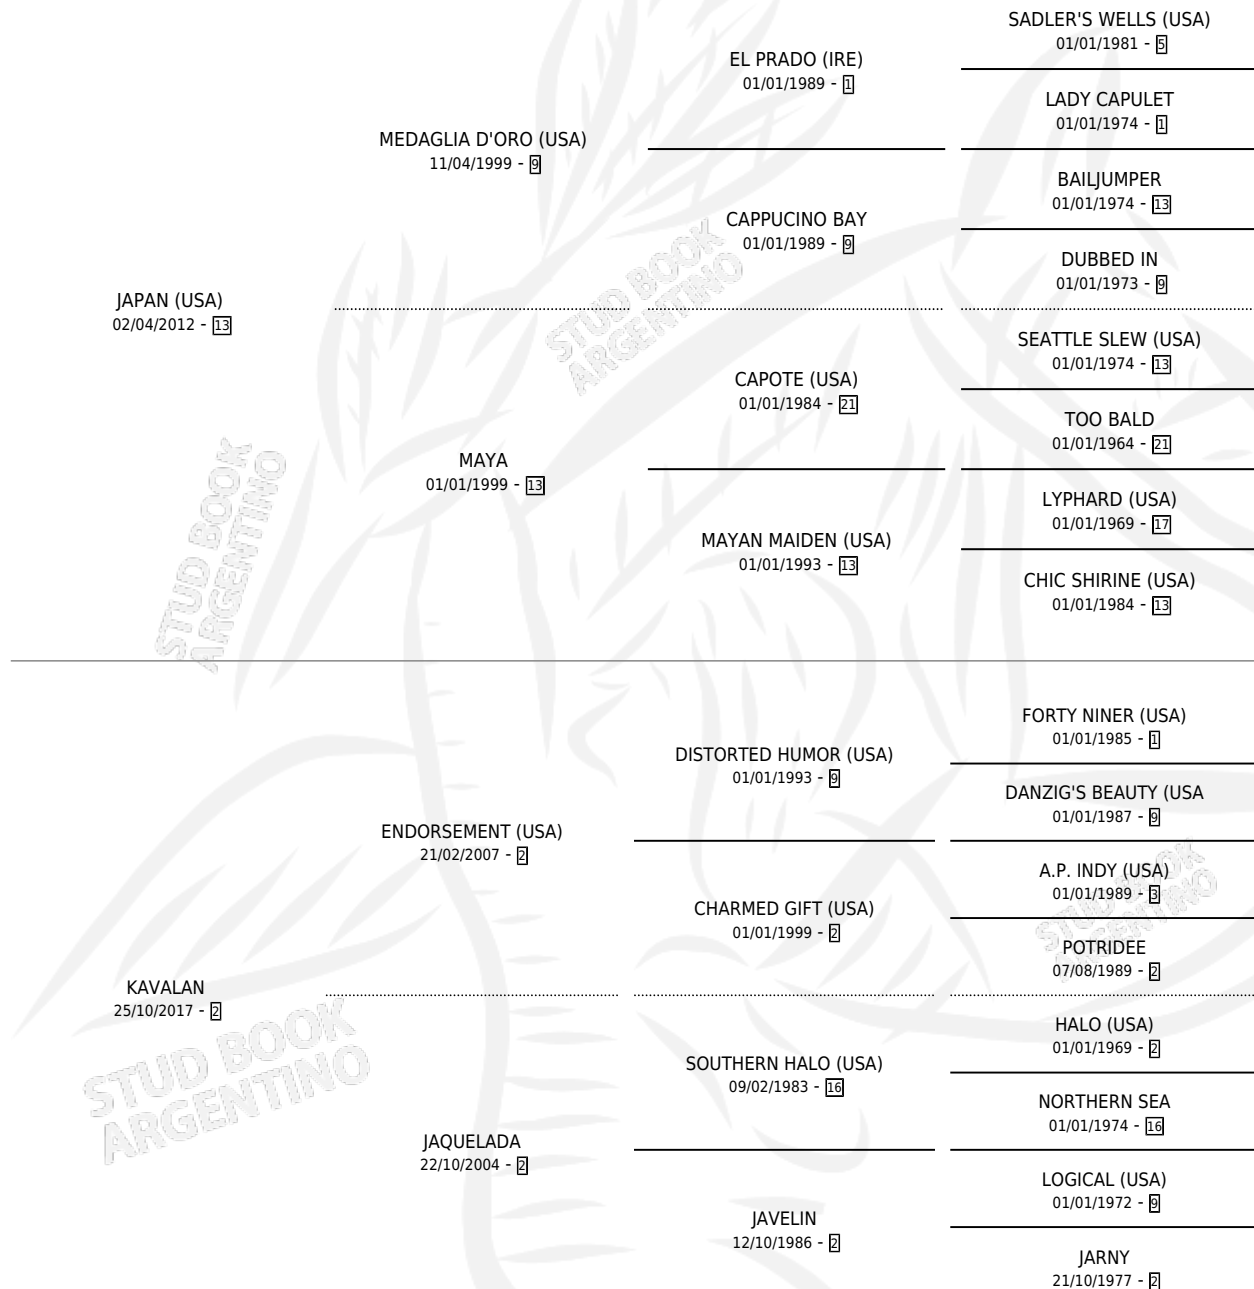 SADLER'S WELLS (USA)
01/01/1981 - 5
EL PRADO (IRE)
01/01/1989 - 1
LADY CAPULET
01/01/1974 - 1
MEDAGLIA D'ORO (USA)
11/04/1999 - 9
BAILJUMPER
01/01/1974 - 13
CAPPUCINO BAY
01/01/1989 - 9
DUBBED IN
01/01/1973 - 9
JAPAN (USA)
02/04/2012 - 13
SEATTLE SLEW (USA)
01/01/1974 - 13
CAPOTE (USA)
01/01/1984 - 21
TOO BALD
01/01/1964 - 21
MAYA
01/01/1999 - 13
LYPHARD (USA)
01/01/1969 - 17
MAYAN MAIDEN (USA)
01/01/1993 - 13
CHIC SHIRINE (USA)
01/01/1984 - 13
FORTY NINER (USA)
01/01/1985 - 1
DISTORTED HUMOR (USA)
01/01/1993 - 9
DANZIG'S BEAUTY (USA
01/01/1987 - 9
ENDORSEMENT (USA)
21/02/2007 - 2
A.P. INDY (USA)
01/01/1989 - 3
CHARMED GIFT (USA)
01/01/1999 - 2
POTRIDEE
07/08/1989 - 2
KAVALAN
25/10/2017 - 2
HALO (USA)
01/01/1969 - 2
SOUTHERN HALO (USA)
09/02/1983 - 16
NORTHERN SEA
01/01/1974 - 16
JAQUELADA
22/10/2004 - 2
LOGICAL (USA)
01/01/1972 - 9
JAVELIN
12/10/1986 - 2
JARNY
21/10/1977 - 2
STUD BOOK
ARGENTINO
STUD BOOK
ARGENTINO
STUD BOOK
ARGENTINO
STUD BOOK
ARGENTINO